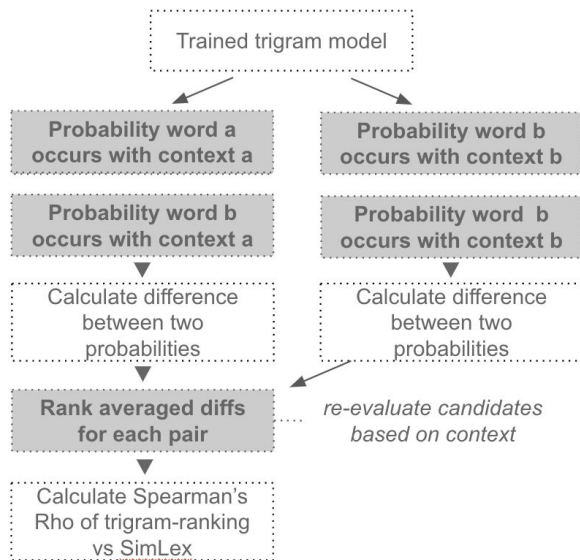 Trained trigram model
Probability word a
occurs with context a
Probability word b
occurs with context b
Probability word b
occurs with context a
Probability word  b
occurs with context b
Calculate difference
between two
probabilities
Calculate difference
between two
probabilities
Rank averaged diffs
for each pair
re-evaluate candidates
based on context
Calculate Spearman's
Rho of trigram-ranking
vs SimLex